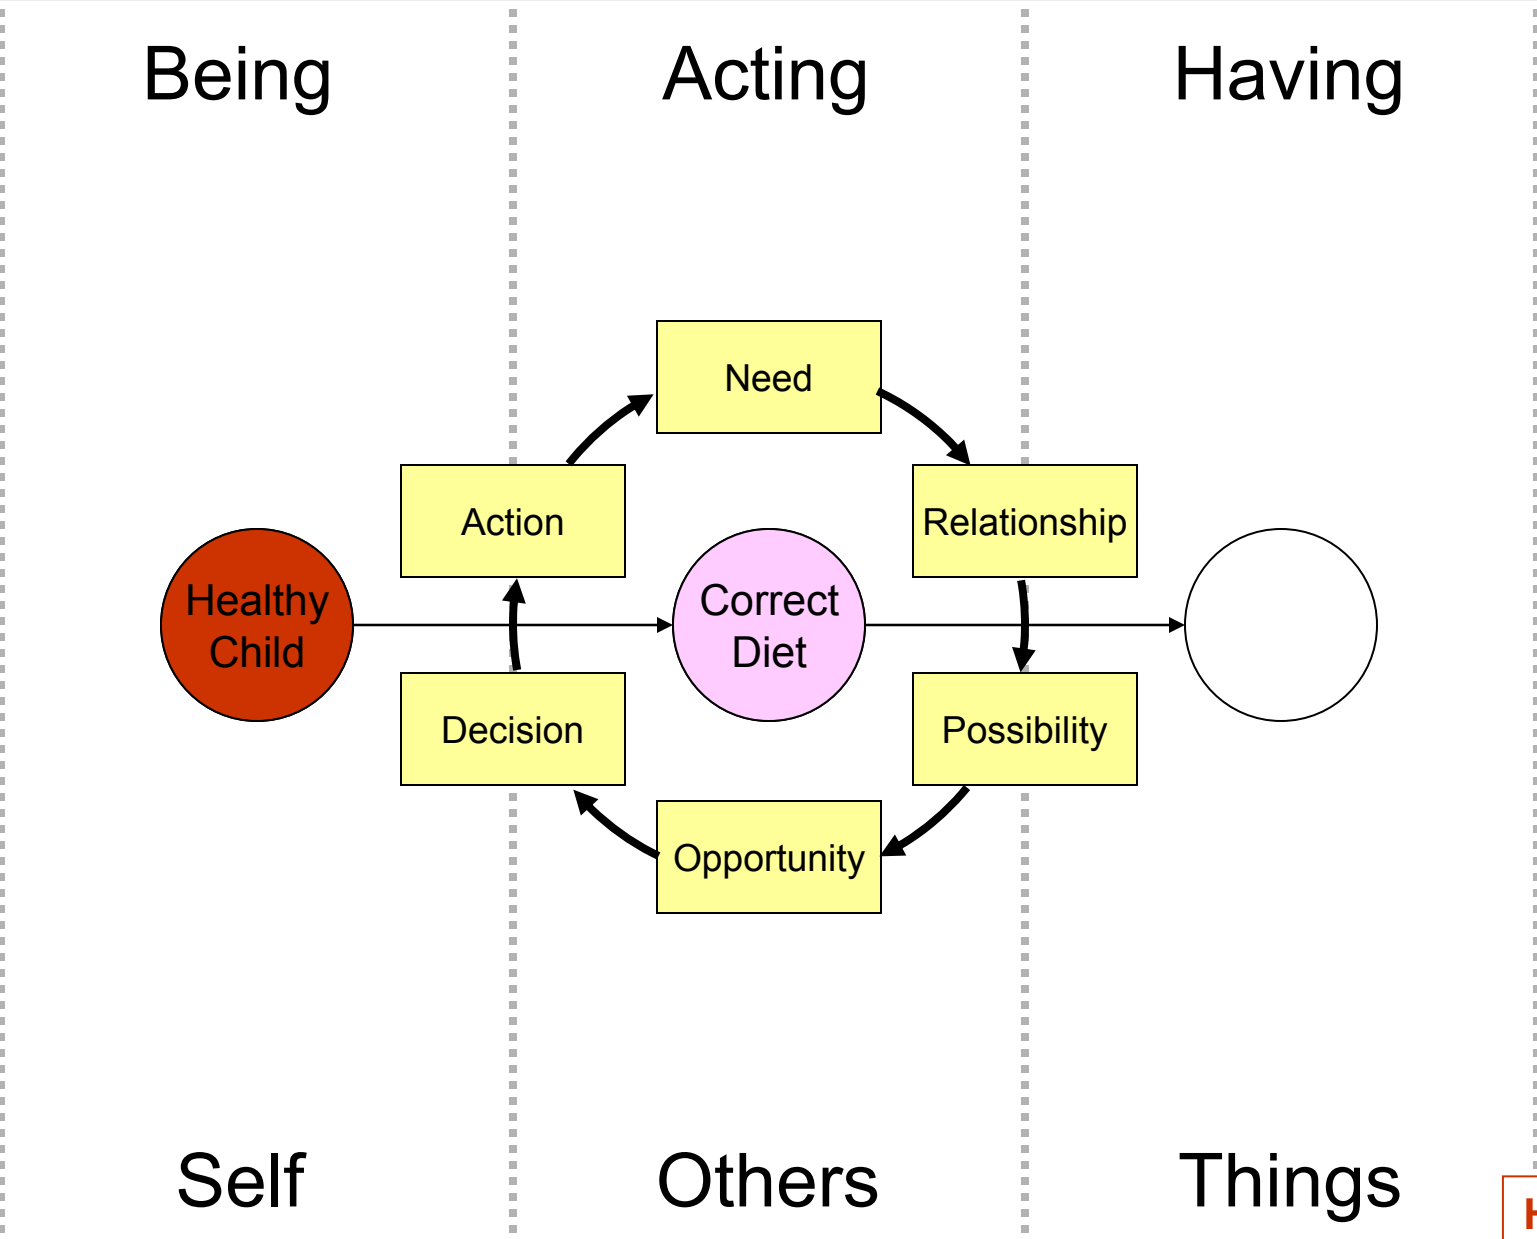 Being
Acting
Having
Need
Action
Relationship
Healthy
Child
Correct
Diet
Decision
Possibility
Opportunity
Self
Others
Things